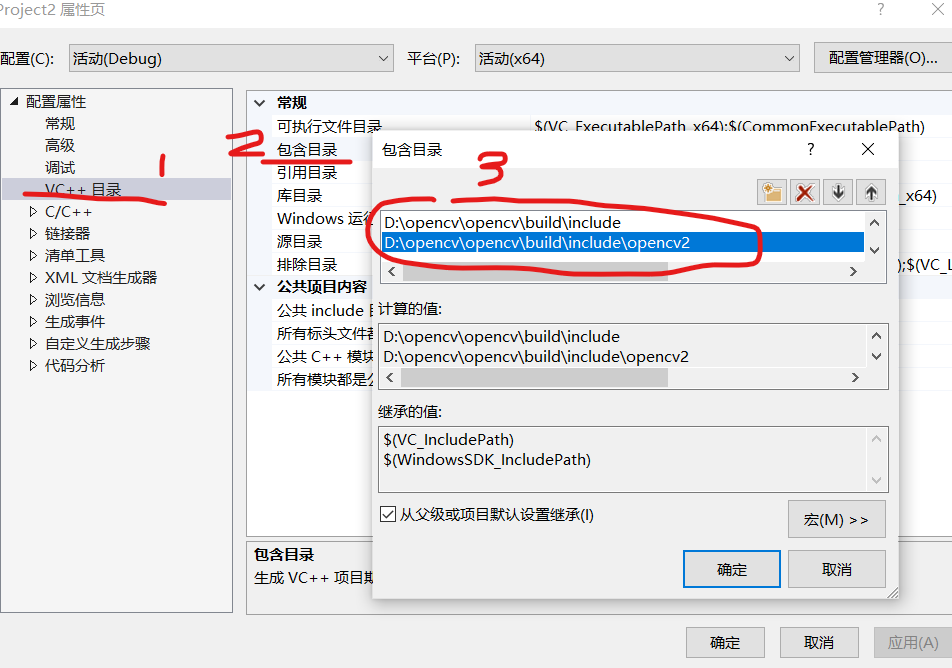 Project2 属性页
配置(C): 活动(Debug) 平台(P): 活动(x64) 配置管理器(O)...
配置属性
常规
高级
调试
VC++ 目录
C/C++
链接器
清单工具
XML 文档生成器
浏览信息
生成事件
自定义生成步骤
代码分析
1
2
3
常规
可执行文件目录 $(VC_ExecutablePath_x64);$(CommonExecutablePath)
包含目录
引用目录
库目录 _x64)
Windows 运行
源目录
排除目录 );$(VC_L
公共项目内容
公共 include
所有标头文件
公共 C++ 模块
所有模块都是公
包含目录
生成 VC++ 项目期
包含目录
D:\opencv\opencv\build\include
D:\opencv\opencv\build\include\opencv2
计算的值:
D:\opencv\opencv\build\include
D:\opencv\opencv\build\include\opencv2
继承的值:
$(VC_IncludePath)
$(WindowsSDK_IncludePath)
从父级或项目默认设置继承(I)
宏(M) >>
确定 取消
确定 取消 应用(A)